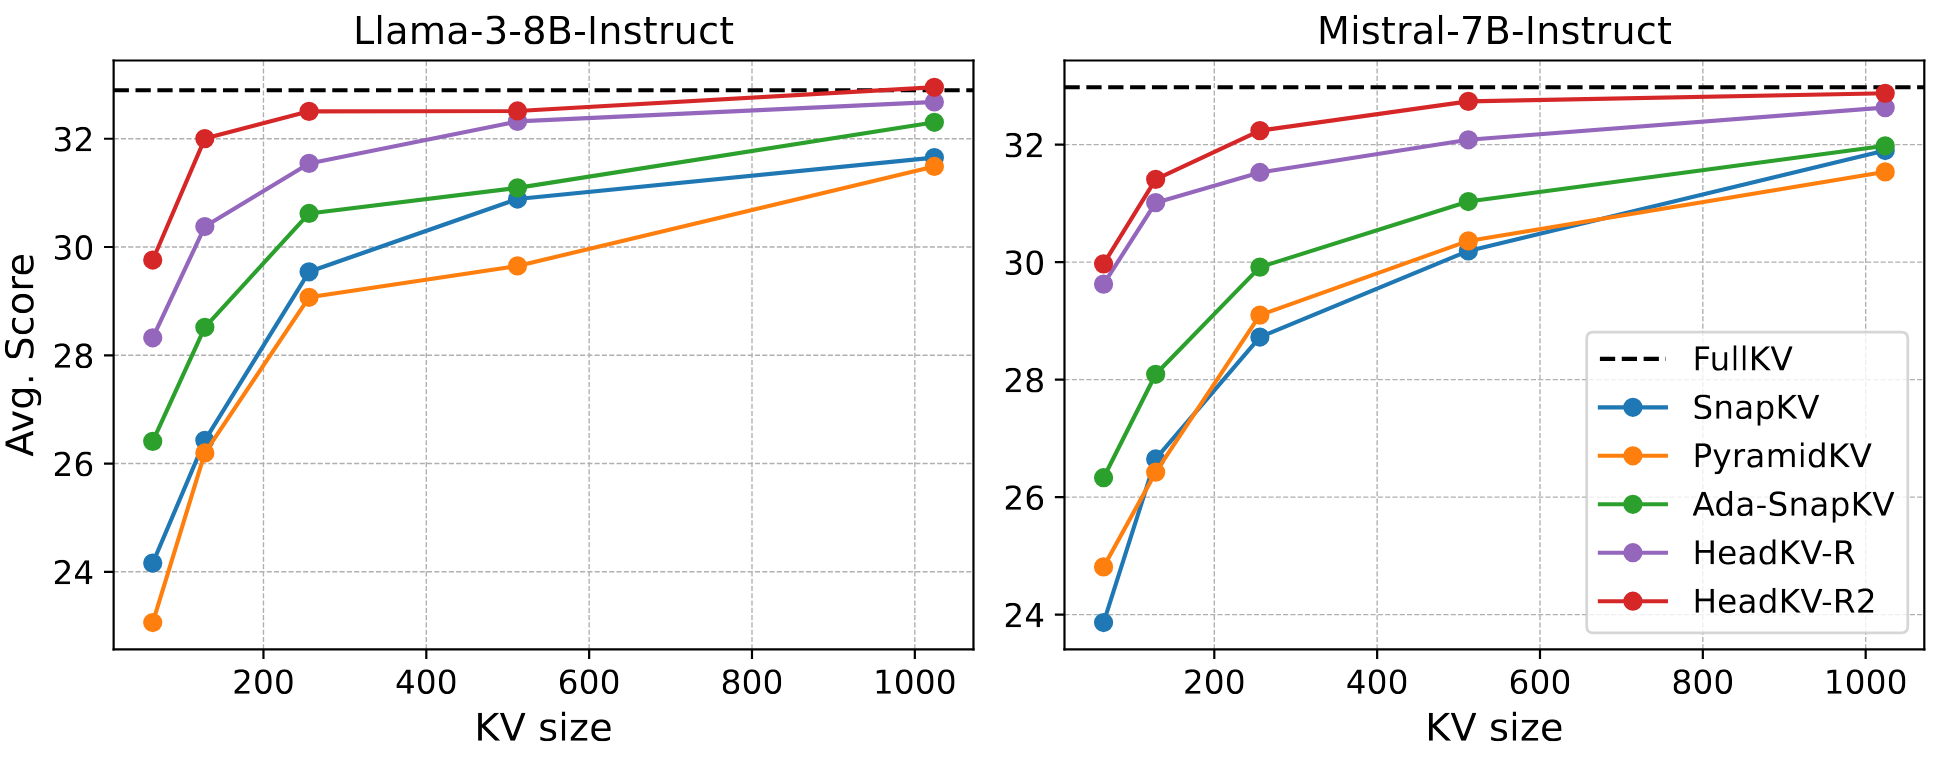 Llama-3-8B-Instruct
Avg. Score
32
30
28
26
24
200 400 600 800 1000
KV size
Mistral-7B-Instruct
32
30
28
26
24
200 400 600 800 1000
KV size
FullKV
SnapKV
PyramidKV
Ada-SnapKV
HeadKV-R
HeadKV-R2